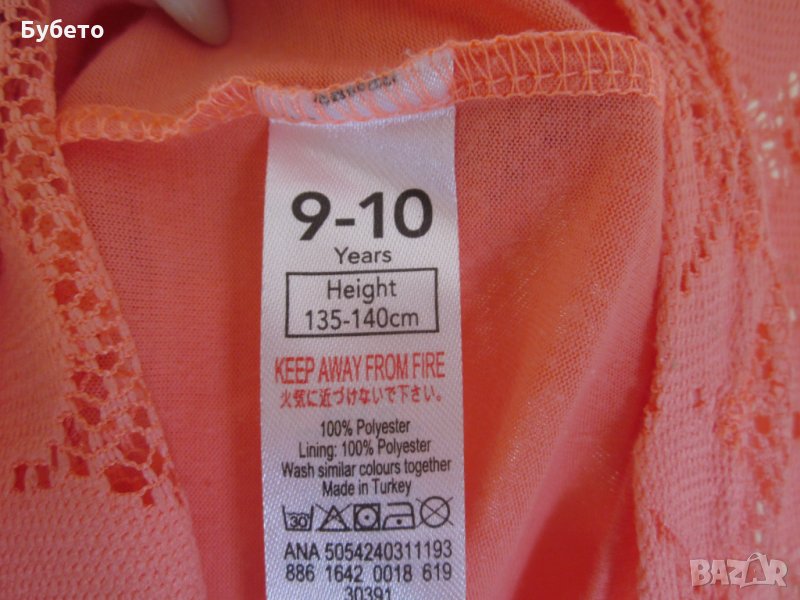 Бубето
9-10
Years
Height
135-140cm
KEEP AWAY FROM FIRE
火気に近づけないで下さい。
100% Polyester
Lining: 100% Polyester
Wash similar colours together
Made in Turkey
30
ANA 5054240311193
886 1642 0018 619
30391
BAZAR